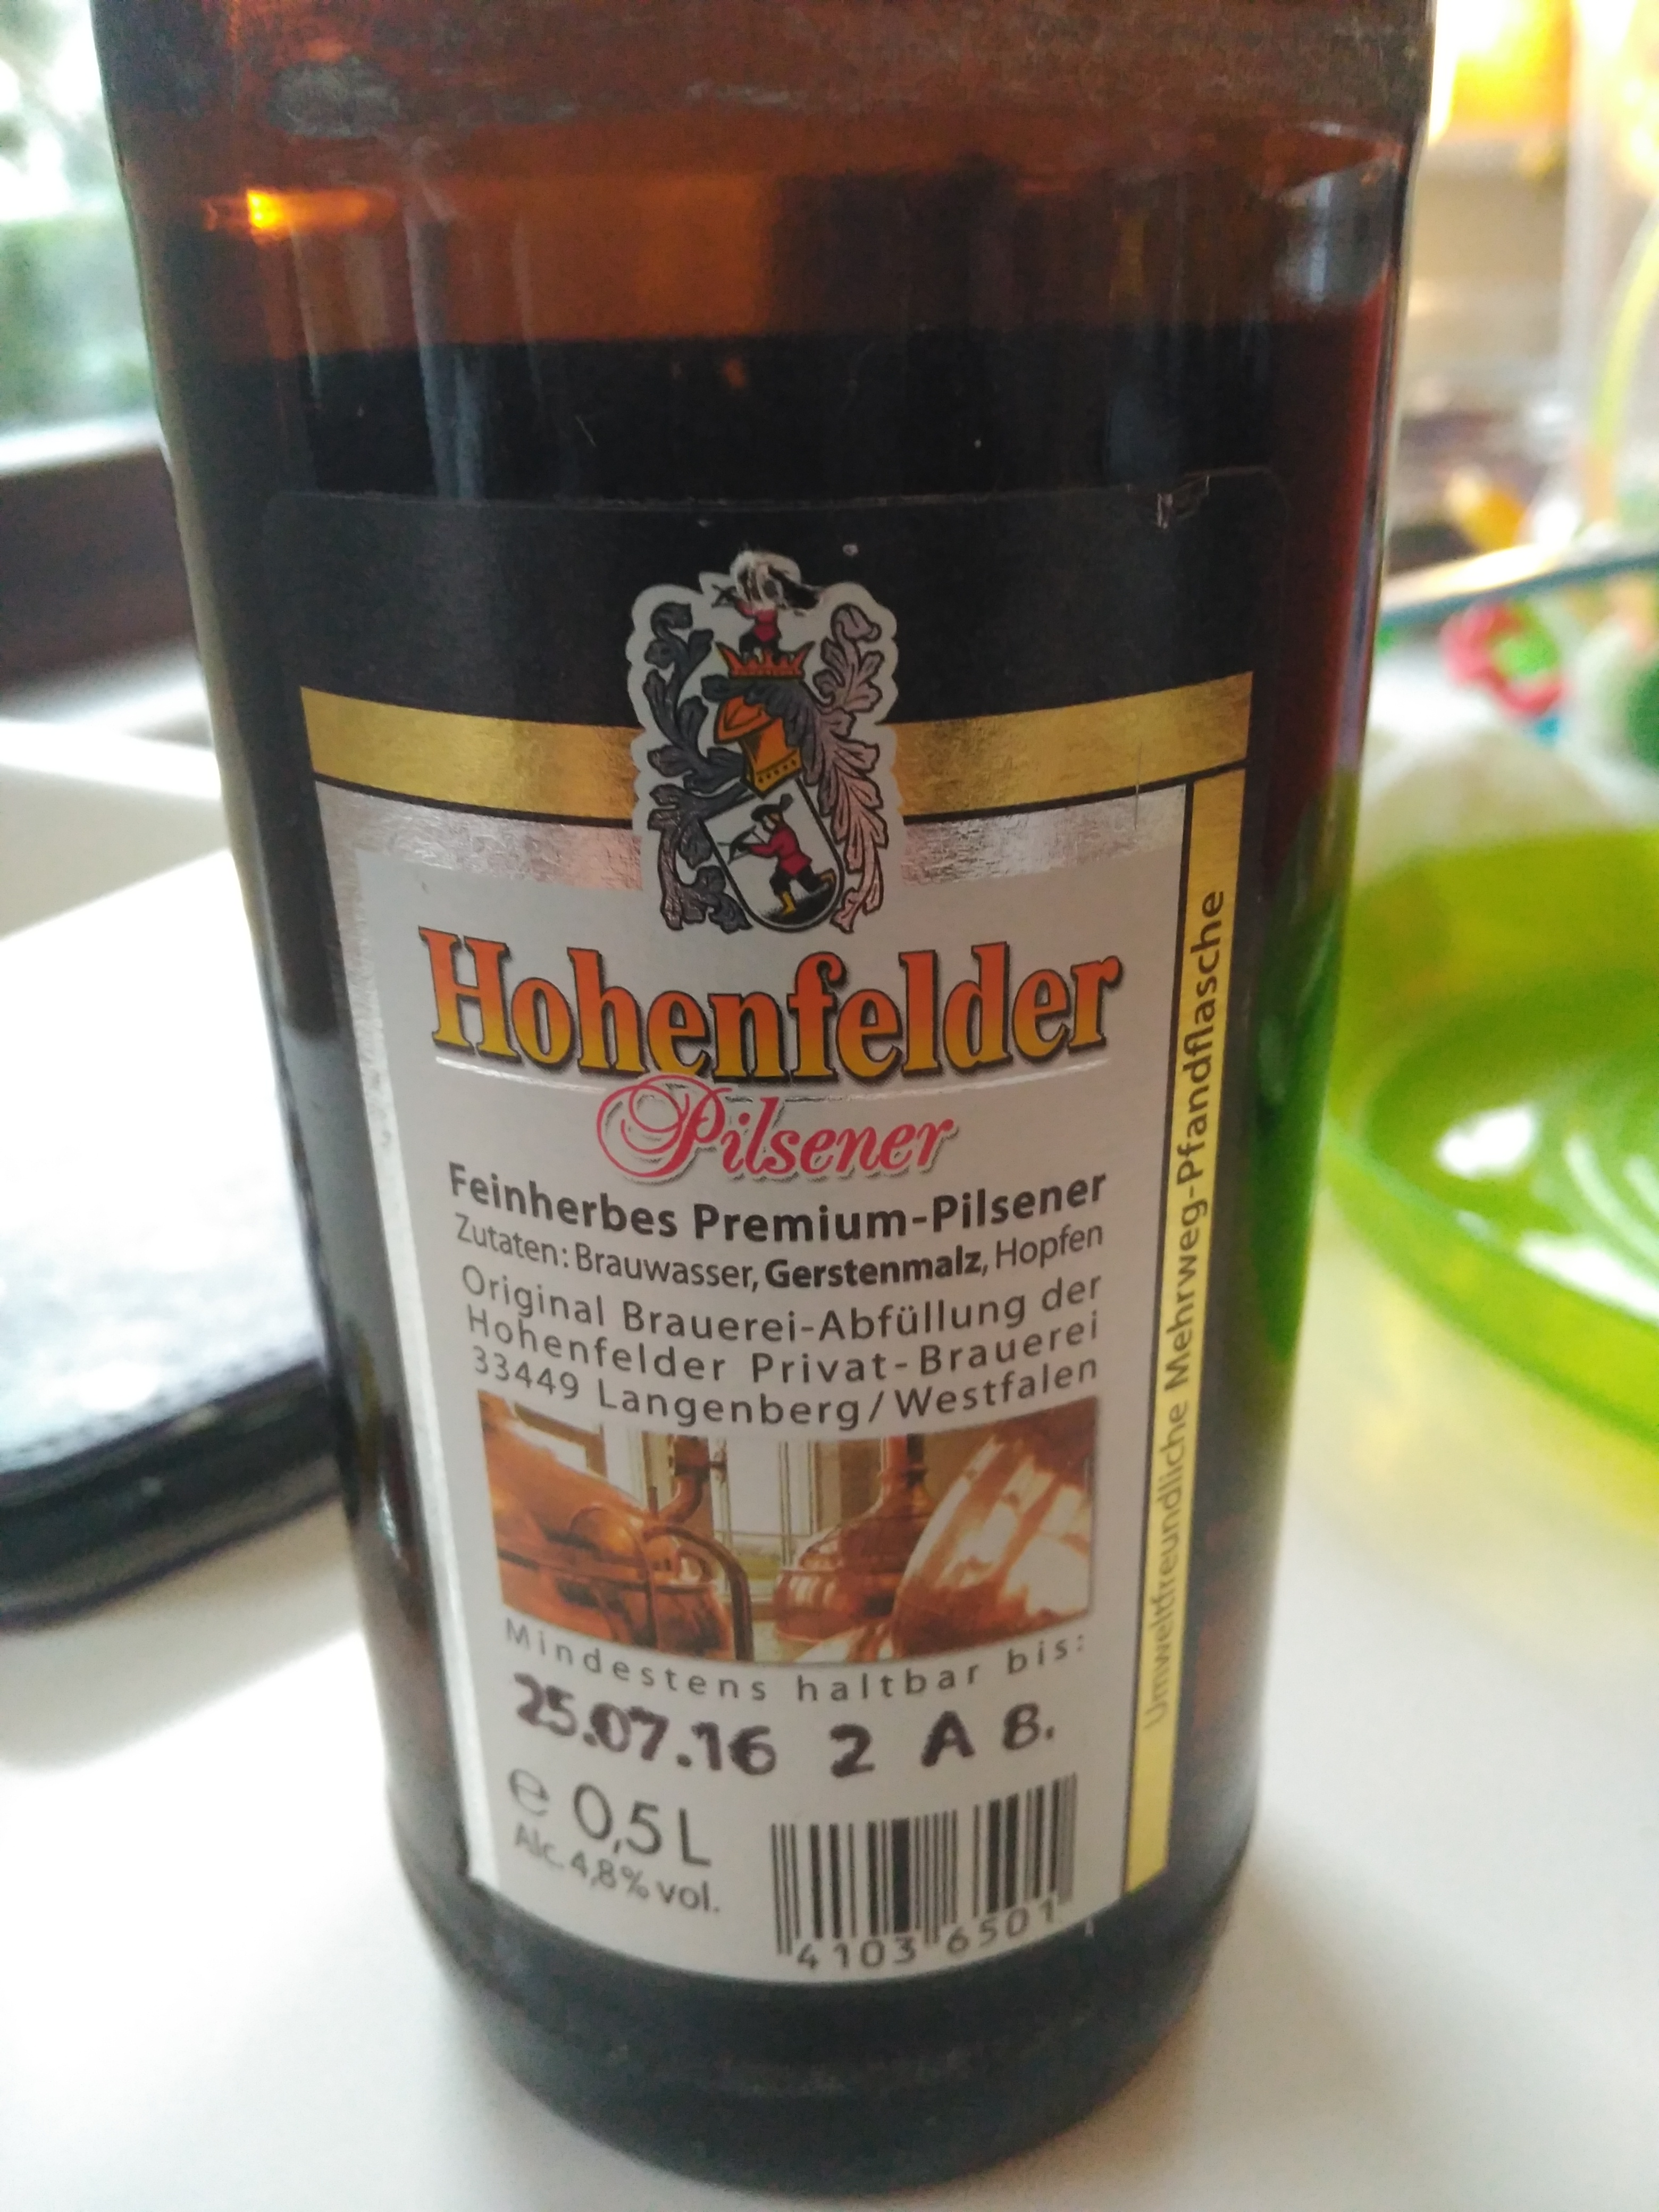 Hohenfelder
Pilsener
Feinherbes Premium-Pilsener
Zutaten: Brauwasser, Gerstenmalz, Hopfen
Original Brauerei-Abfüllung der
Hohenfelder Privat-Brauerei
33449 Langenberg/Westfalen
Mindestens haltbar bis:
25.07.16 2 A 8.
e 0,5 L
Alc. 4,8% vol.
4103 6501
Umweltfreundliche Mehrweg-Pfandflasche